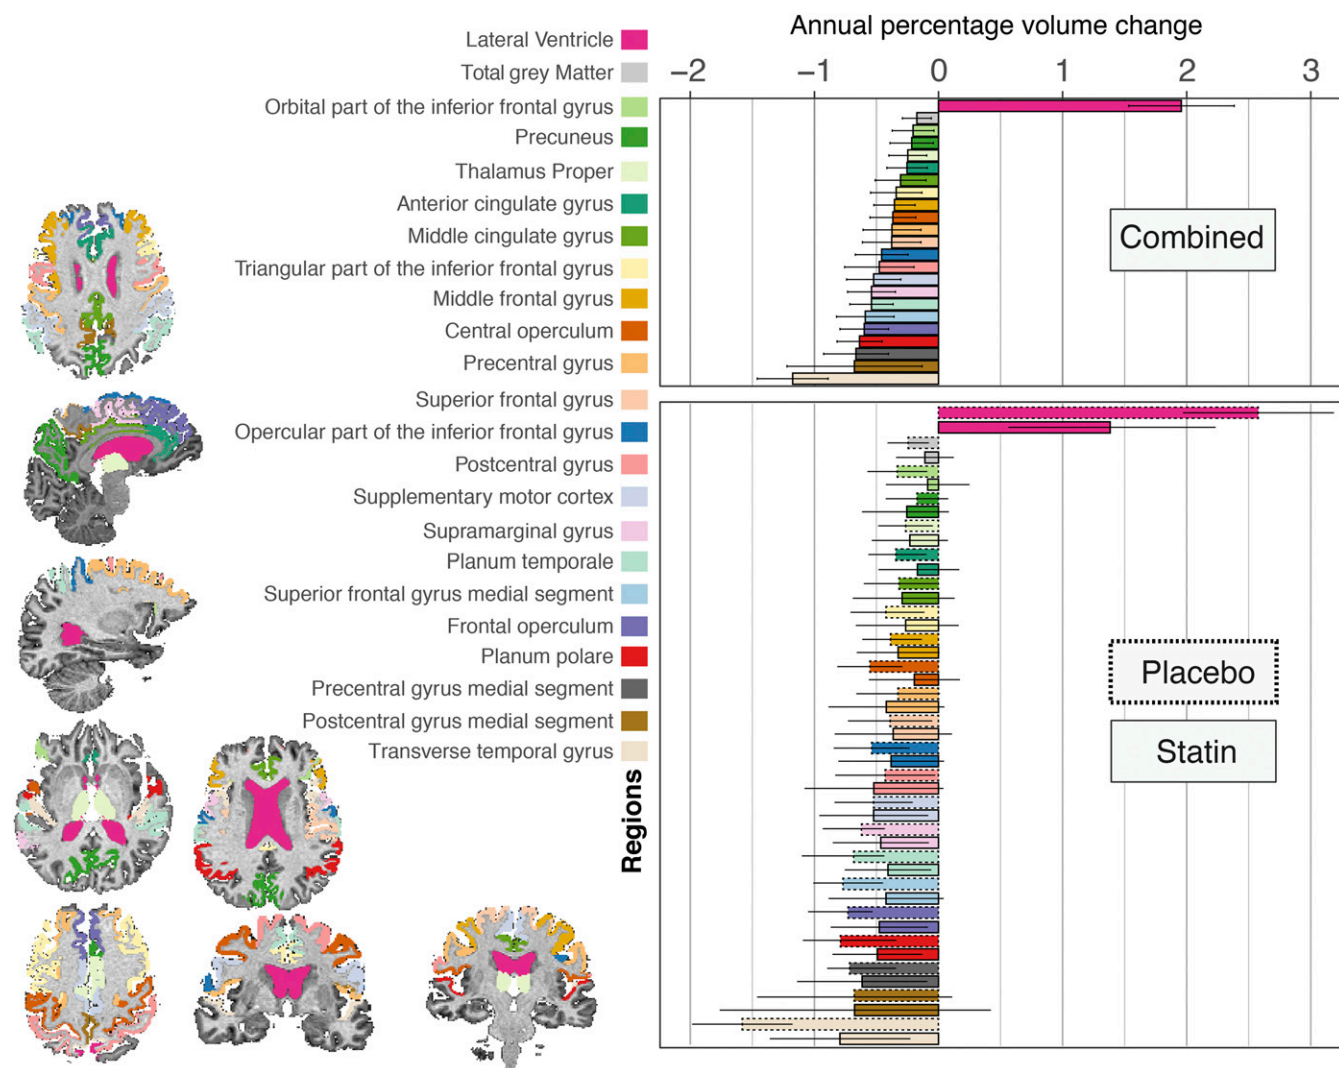 Annual percentage volume change
−2 −1 0 1 2 3
Lateral Ventricle
Total grey Matter
Orbital part of the inferior frontal gyrus
Precuneus
Thalamus Proper
Anterior cingulate gyrus
Middle cingulate gyrus
Triangular part of the inferior frontal gyrus
Middle frontal gyrus
Central operculum
Precentral gyrus
Superior frontal gyrus
Opercular part of the inferior frontal gyrus
Postcentral gyrus
Supplementary motor cortex
Supramarginal gyrus
Planum temporale
Superior frontal gyrus medial segment
Frontal operculum
Planum polare
Precentral gyrus medial segment
Postcentral gyrus medial segment
Transverse temporal gyrus
Regions
Combined
Placebo
Statin